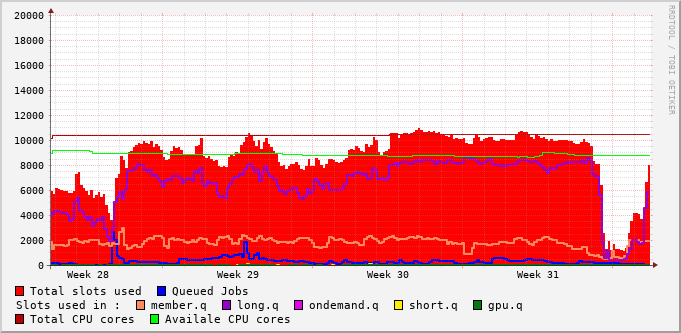 20000
18000
16000
14000
12000
10000
8000
6000
4000
2000
0
Week 28 Week 29 Week 30 Week 31
RRDTOOL / TOBI OETIKER
Total slots used Queued Jobs
Slots used in : member.q long.q ondemand.q short.q gpu.q
Total CPU cores Availale CPU cores